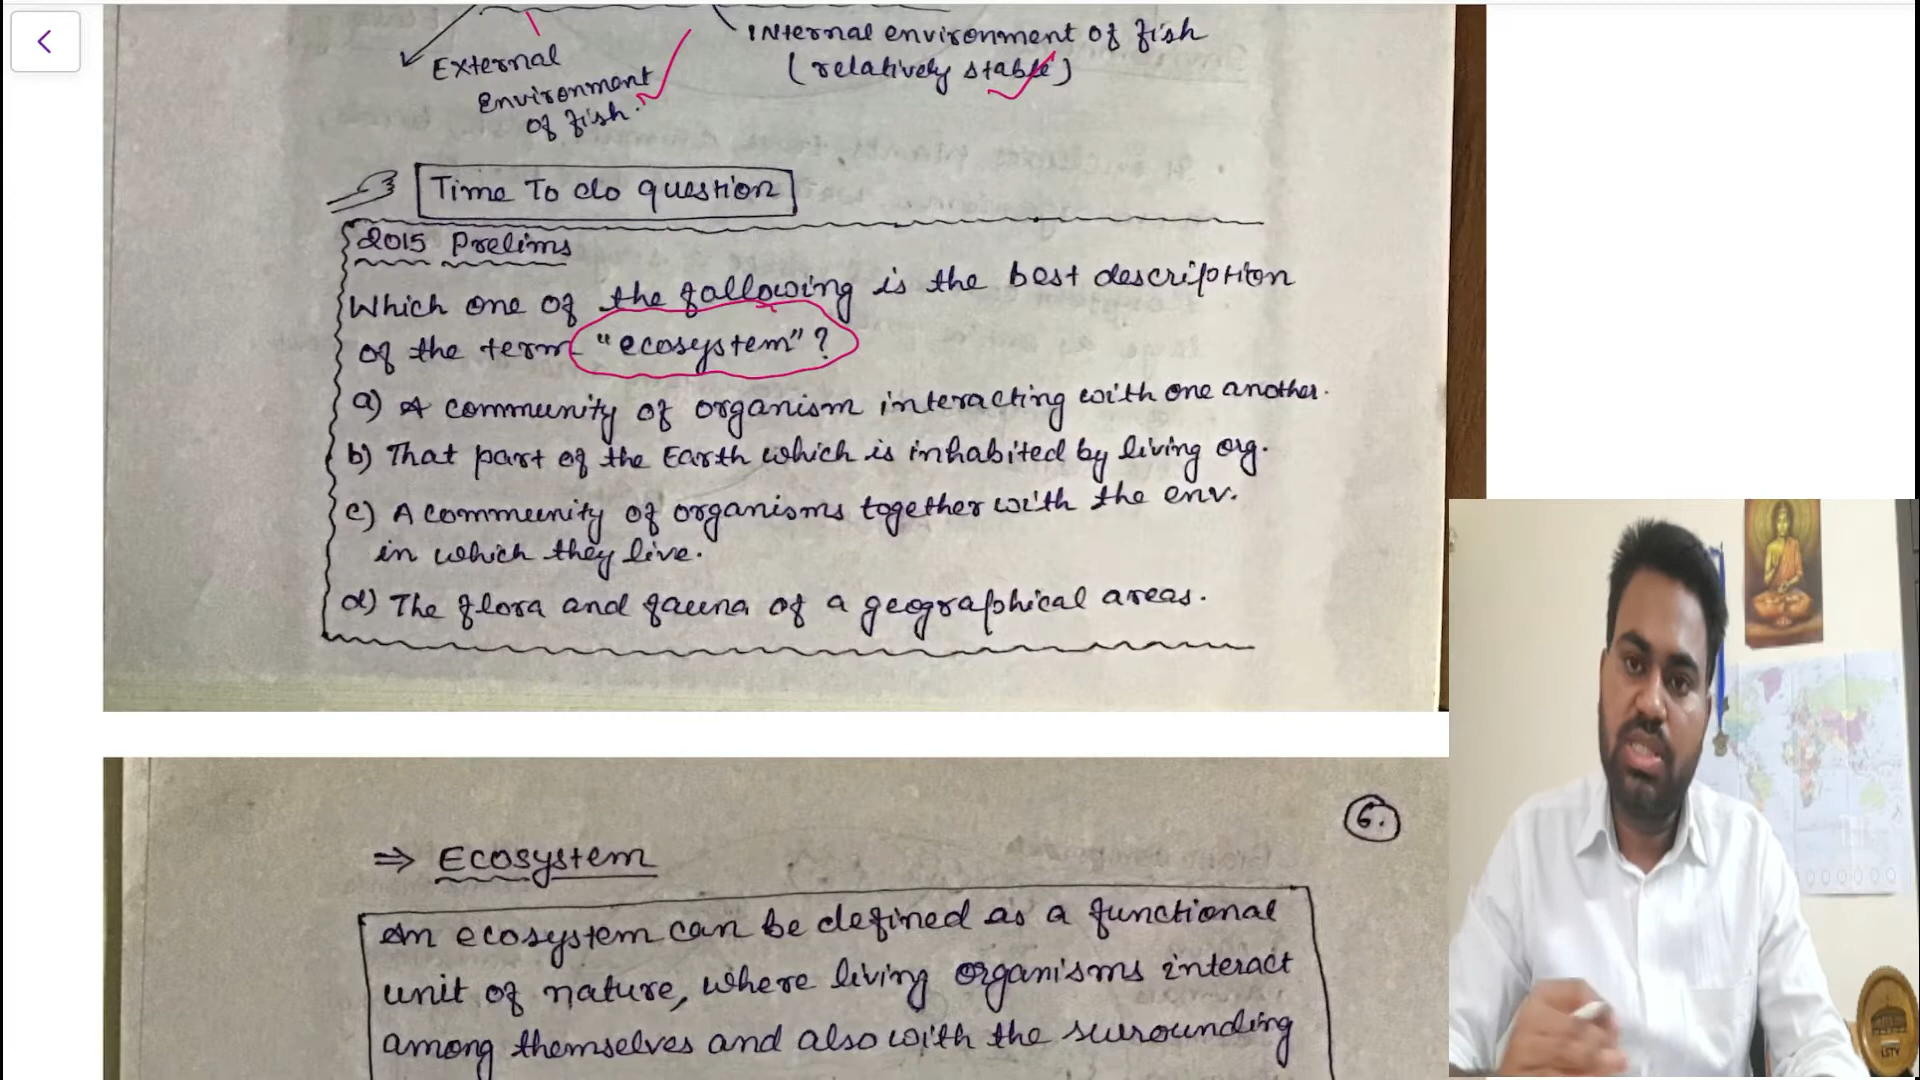 External
Environment
of fish.
Internal environment of fish
(relatively stable)
Time To do question
2015 Prelims
Which one of the following is the best description
of the term "ecosystem"?
a) A community of organism interacting with one another.
b) That part of the Earth which is inhabited by living org.
c) A community of organisms together with the env.
in which they live.
d) The flora and fauna of a geographical areas.
6.
⇒ Ecosystem
An ecosystem can be defined as a functional
unit of nature, where living organisms interact
among themselves and also with the surrounding
LSTV